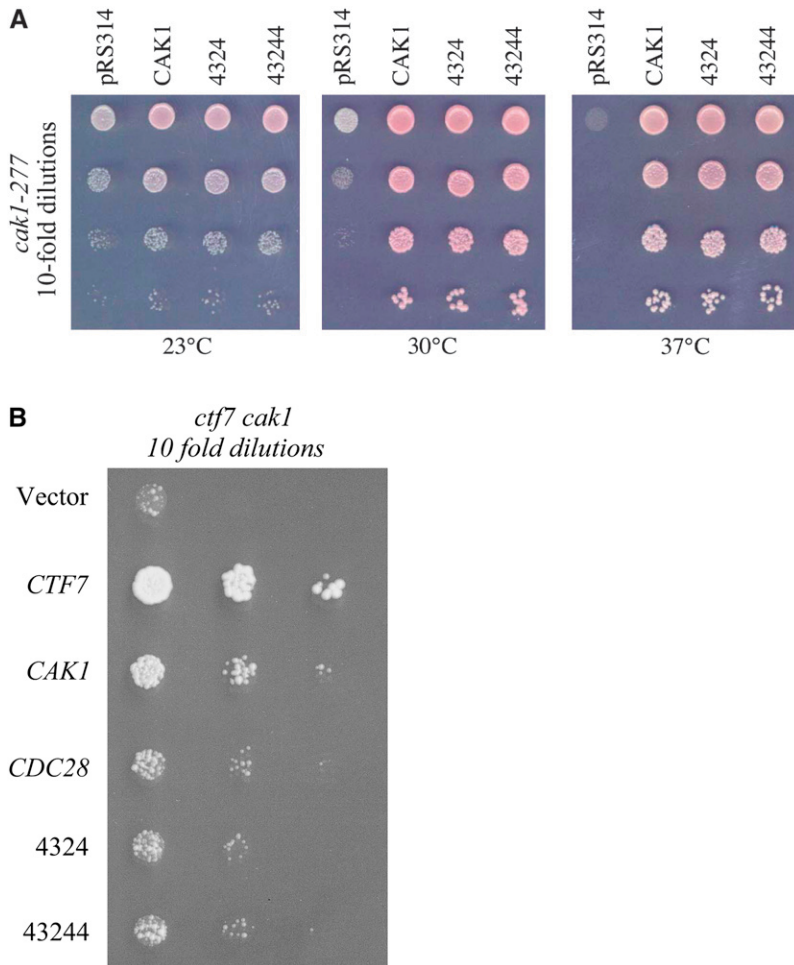 A
pRS314
CAK1
4324
43244
pRS314
CAK1
4324
43244
pRS314
CAK1
4324
43244
cak1-277
10-fold dilutions
23°C
30°C
37°C
B
ctf7 cak1
10 fold dilutions
Vector
CTF7
CAK1
CDC28
4324
43244